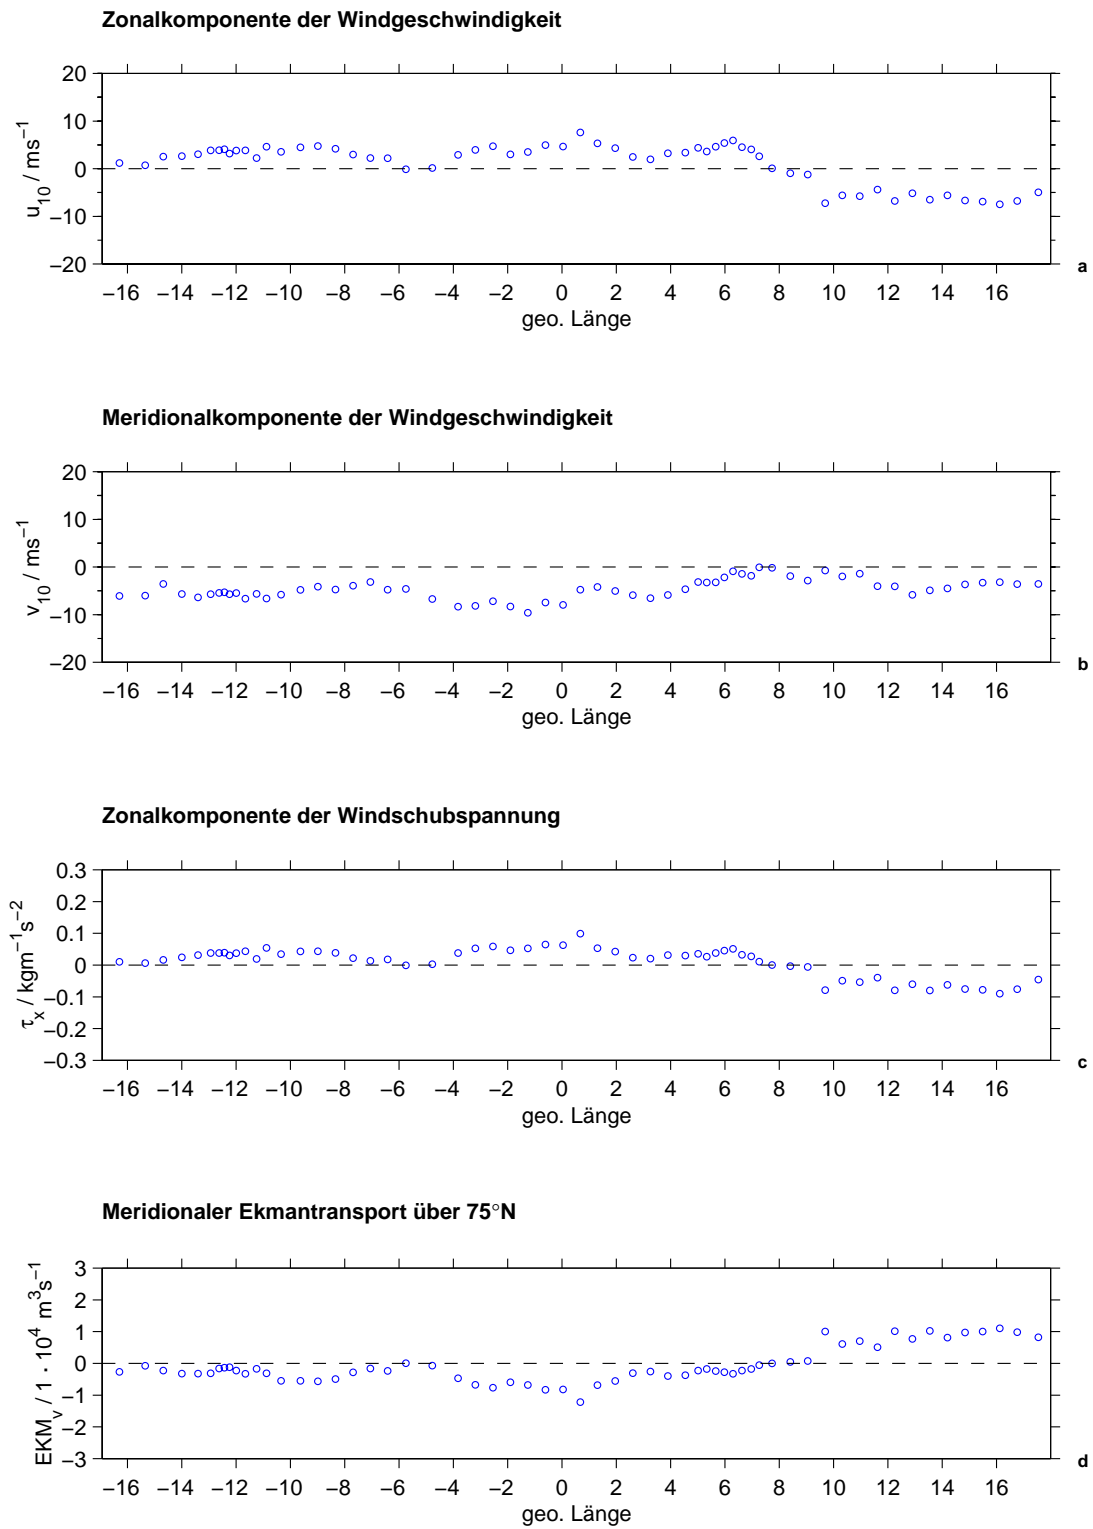 Zonalkomponente der Windgeschwindigkeit
20
10
0
−10
−20
u10 / ms−1
−16 −14 −12 −10 −8 −6 −4 −2 0 2 4 6 8 10 12 14 16
geo. Länge
a
Meridionalkomponente der Windgeschwindigkeit
20
10
0
−10
−20
v10 / ms−1
−16 −14 −12 −10 −8 −6 −4 −2 0 2 4 6 8 10 12 14 16
geo. Länge
b
Zonalkomponente der Windschubspannung
0.3
0.2
0.1
0
−0.1
−0.2
−0.3
τx / kgm−1s−2
−16 −14 −12 −10 −8 −6 −4 −2 0 2 4 6 8 10 12 14 16
geo. Länge
c
Meridionaler Ekmantransport über 75°N
3
2
1
0
−1
−2
−3
EKMv / 1 · 10⁴ m³s−1
−16 −14 −12 −10 −8 −6 −4 −2 0 2 4 6 8 10 12 14 16
geo. Länge
d